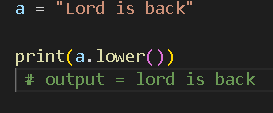 a = "Lord is back"
print(a.lower())
# output = lord is back